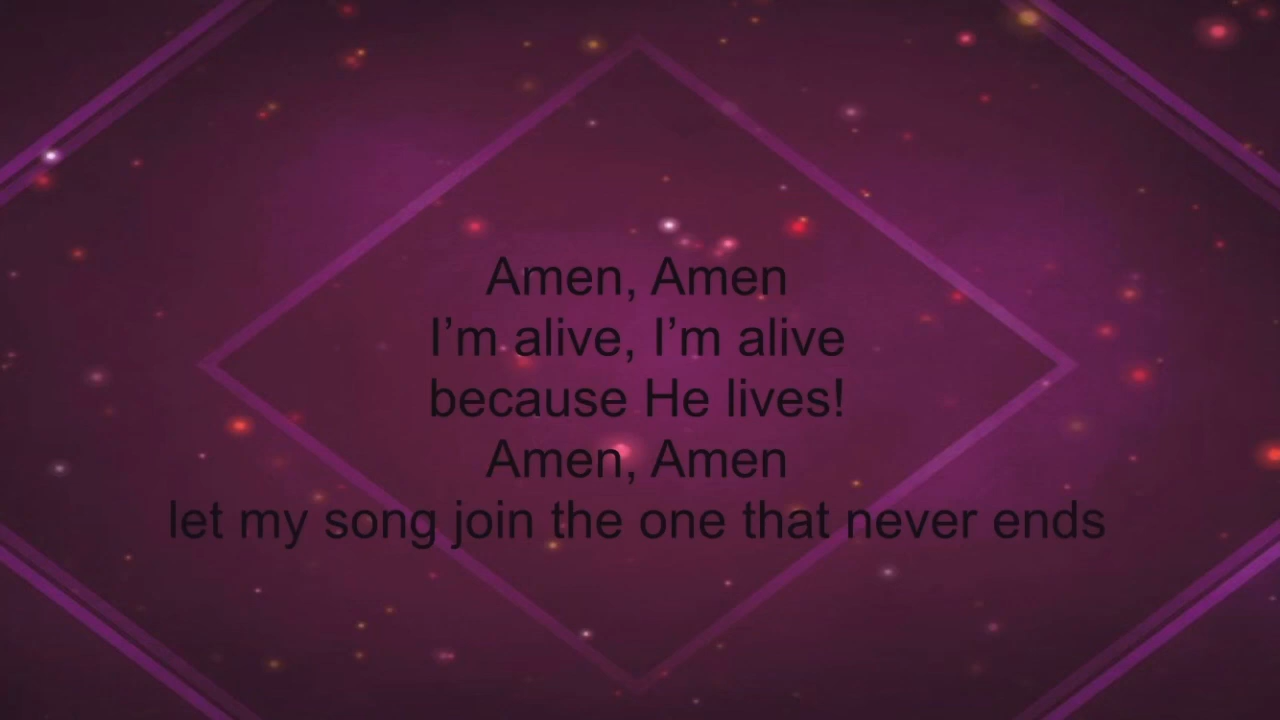 Amen, Amen
I’m alive, I’m alive
because He lives!
Amen, Amen
let my song join the one that never ends